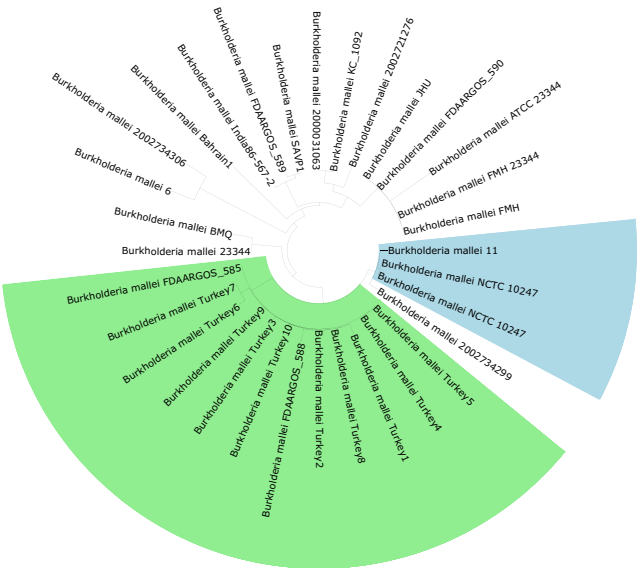 Burkholderia mallei 2002734306
Burkholderia mallei Bahrain1
Burkholderia mallei India86-567-2
Burkholderia mallei FDAARGOS_589
Burkholderia mallei SAVP1
Burkholderia mallei 2000031063
Burkholderia mallei KC_1092
Burkholderia mallei 2002721276
Burkholderia mallei JHU
Burkholderia mallei FDAARGOS_590
Burkholderia mallei ATCC 23344
Burkholderia mallei FMH 23344
Burkholderia mallei FMH
Burkholderia mallei 11
Burkholderia mallei NCTC 10247
Burkholderia mallei NCTC 10247
Burkholderia mallei 2002734299
Burkholderia mallei Turkey5
Burkholderia mallei Turkey4
Burkholderia mallei Turkey1
Burkholderia mallei Turkey8
Burkholderia mallei Turkey2
Burkholderia mallei FDAARGOS_588
Burkholderia mallei Turkey10
Burkholderia mallei Turkey3
Burkholderia mallei Turkey9
Burkholderia mallei Turkey6
Burkholderia mallei Turkey7
Burkholderia mallei FDAARGOS_585
Burkholderia mallei 23344
Burkholderia mallei BMQ
Burkholderia mallei 6